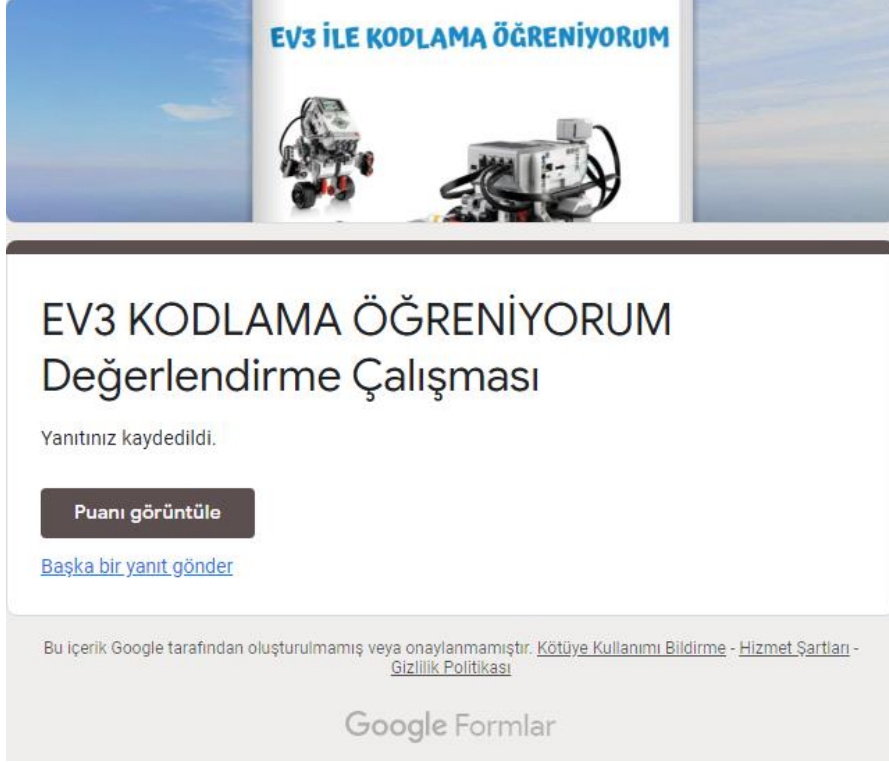 EV3 İLE KODLAMA ÖĞRENİYORUM
EV3 KODLAMA ÖĞRENİYORUM
Değerlendirme Çalışması
Yanıtınız kaydedildi.
Puanı görüntüle
Başka bir yanıt gönder
Bu içerik Google tarafından oluşturulmamış veya onaylanmamıştır. Kötüye Kullanımı Bildirme - Hizmet Şartları -
Gizlilik Politikası
Google Formlar